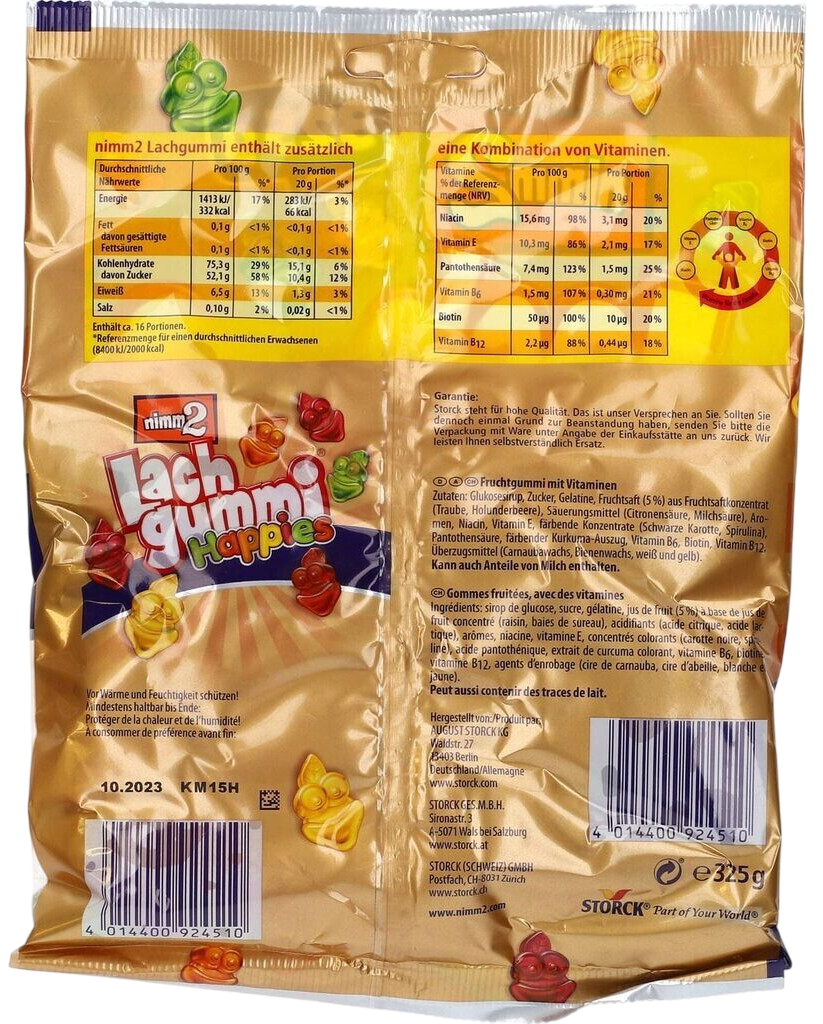 nimm2 Lachgummi enthält zusätzlich
Durchschnittliche Nährwerte Pro 100 g %* Pro Portion 20 g %*
Energie 1413 kJ/ 332 kcal 17 % 283 kJ/ 66 kcal 3 %
Fett 0,1 g <1% <0,1 g <1%
davon gesättigte
Fettsäuren 0,1 g <1% <0,1 g <1%
Kohlenhydrate 75,3 g 29 % 15,1 g 6 %
davon Zucker 52,1 g 58 % 10,4 g 12 %
Eiweiß 6,5 g 13 % 1,3 g 3 %
Salz 0,10 g 2 % 0,02 g <1%
Enthält ca. 16 Portionen.
*Referenzmenge für einen durchschnittlichen Erwachsenen
(8400 kJ/2000 kcal)
eine Kombination von Vitaminen.
Vitamine Pro 100 g Pro Portion
% der Referenz-
menge (NRV) % 20 g %
Niacin 15,6 mg 98 % 3,1 mg 20 %
Vitamin E 10,3 mg 86 % 2,1 mg 17 %
Pantothensäure 7,4 mg 123 % 1,5 mg 25 %
Vitamin B6 1,5 mg 107 % 0,30 mg 21 %
Biotin 50 µg 100 % 10 µg 20 %
Vitamin B12 2,2 µg 88 % 0,44 µg 18 %
nimm2
lach
gummi®
Happies
Vor Wärme und Feuchtigkeit schützen!
Mindestens haltbar bis Ende:
Protéger de la chaleur et de l'humidité!
A consommer de préférence avant fin:
10.2023 KM15H
4 014400 924510
Garantie:
Storck steht für hohe Qualität. Das ist unser Versprechen an Sie. Sollten Sie
dennoch einmal Grund zur Beanstandung haben, senden Sie bitte die
Verpackung mit Ware unter Angabe der Einkaufsstätte an uns zurück. Wir
leisten Ihnen selbstverständlich Ersatz.
D A CH Fruchtgummi mit Vitaminen
Zutaten: Glukosesirup, Zucker, Gelatine, Fruchtsaft (5 %) aus Fruchtsaftkonzentrat
(Traube, Holunderbeere), Säuerungsmittel (Citronensäure, Milchsäure), Aro-
men, Niacin, Vitamin E, färbende Konzentrate (Schwarze Karotte, Spirulina),
Pantothensäure, färbender Kurkuma-Auszug, Vitamin B6, Biotin, Vitamin B12,
Überzugsmittel (Carnaubawachs, Bienenwachs, weiß und gelb).
Kann auch Anteile von Milch enthalten.
CH Gommes fruitées, avec des vitamines
Ingrédients: sirop de glucose, sucre, gélatine, jus de fruit (5 %) à base de jus de
fruit concentré (raisin, baies de sureau), acidifiants (acide citrique, acide lac-
tique), arômes, niacine, vitamine E, concentrés colorants (carotte noire, spi-
line), acide pantothénique, extrait de curcuma colorant, vitamine B6, biotine,
vitamine B12, agents d'enrobage (cire de carnauba, cire d'abeille, blanche e
jaune).
Peut aussi contenir des traces de lait.
Hergestellt von:/Produit par:
AUGUST STORCK KG
Waldstr. 27
13403 Berlin
Deutschland/Allemagne
www.storck.com
STORCK GES.M.B.H.
Sironastr. 3
A-5071 Wals bei Salzburg
www.storck.at
STORCK (SCHWEIZ) GMBH
Postfach, CH-8031 Zürich
www.storck.ch
www.nimm2.com
4 014400 924510
e325g
STORCK® Part of Your World®